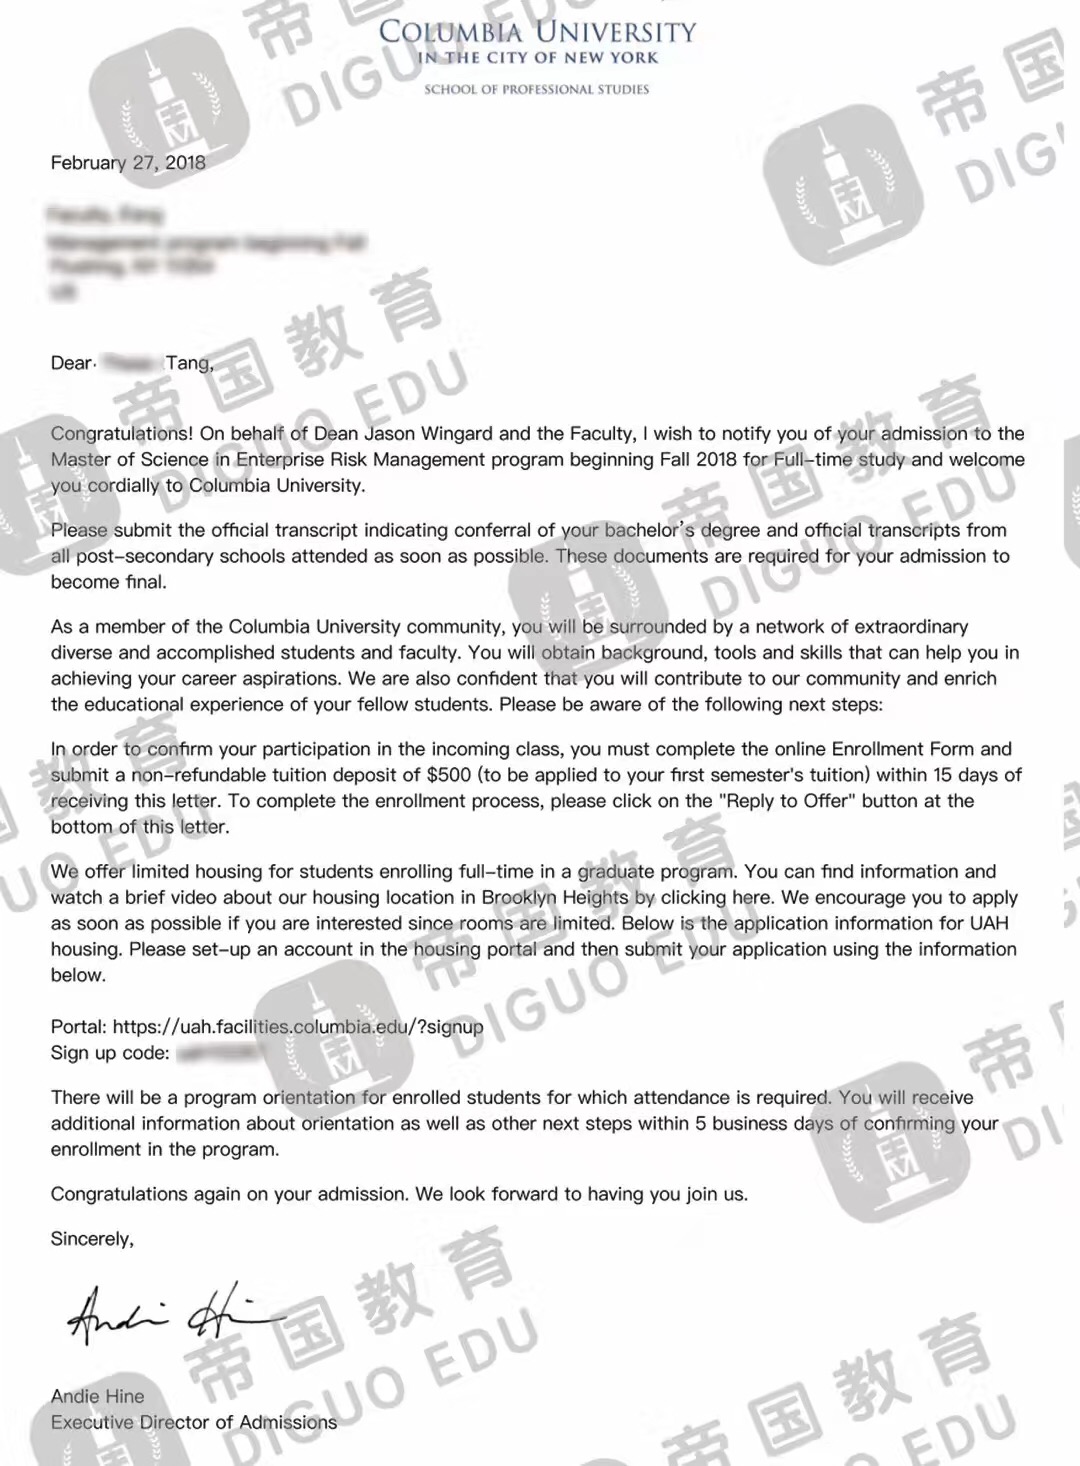 COLUMBIA UNIVERSITY
IN THE CITY OF NEW YORK
SCHOOL OF PROFESSIONAL STUDIES
February 27, 2018
Dear Tang,
Congratulations! On behalf of Dean Jason Wingard and the Faculty, I wish to notify you of your admission to the
Master of Science in Enterprise Risk Management program beginning Fall 2018 for Full-time study and welcome
you cordially to Columbia University.
Please submit the official transcript indicating conferral of your bachelor's degree and official transcripts from
all post-secondary schools attended as soon as possible. These documents are required for your admission to
become final.
As a member of the Columbia University community, you will be surrounded by a network of extraordinary
diverse and accomplished students and faculty. You will obtain background, tools and skills that can help you in
achieving your career aspirations. We are also confident that you will contribute to our community and enrich
the educational experience of your fellow students. Please be aware of the following next steps:
In order to confirm your participation in the incoming class, you must complete the online Enrollment Form and
submit a non-refundable tuition deposit of $500 (to be applied to your first semester's tuition) within 15 days of
receiving this letter. To complete the enrollment process, please click on the "Reply to Offer" button at the
bottom of this letter.
We offer limited housing for students enrolling full-time in a graduate program. You can find information and
watch a brief video about our housing location in Brooklyn Heights by clicking here. We encourage you to apply
as soon as possible if you are interested since rooms are limited. Below is the application information for UAH
housing. Please set-up an account in the housing portal and then submit your application using the information
below.
Portal: https://uah.facilities.columbia.edu/?signup
Sign up code:
There will be a program orientation for enrolled students for which attendance is required. You will receive
additional information about orientation as well as other next steps within 5 business days of confirming your
enrollment in the program.
Congratulations again on your admission. We look forward to having you join us.
Sincerely,
Andie Hine
Andie Hine
Executive Director of Admissions
帝国教育
DIGUO EDU